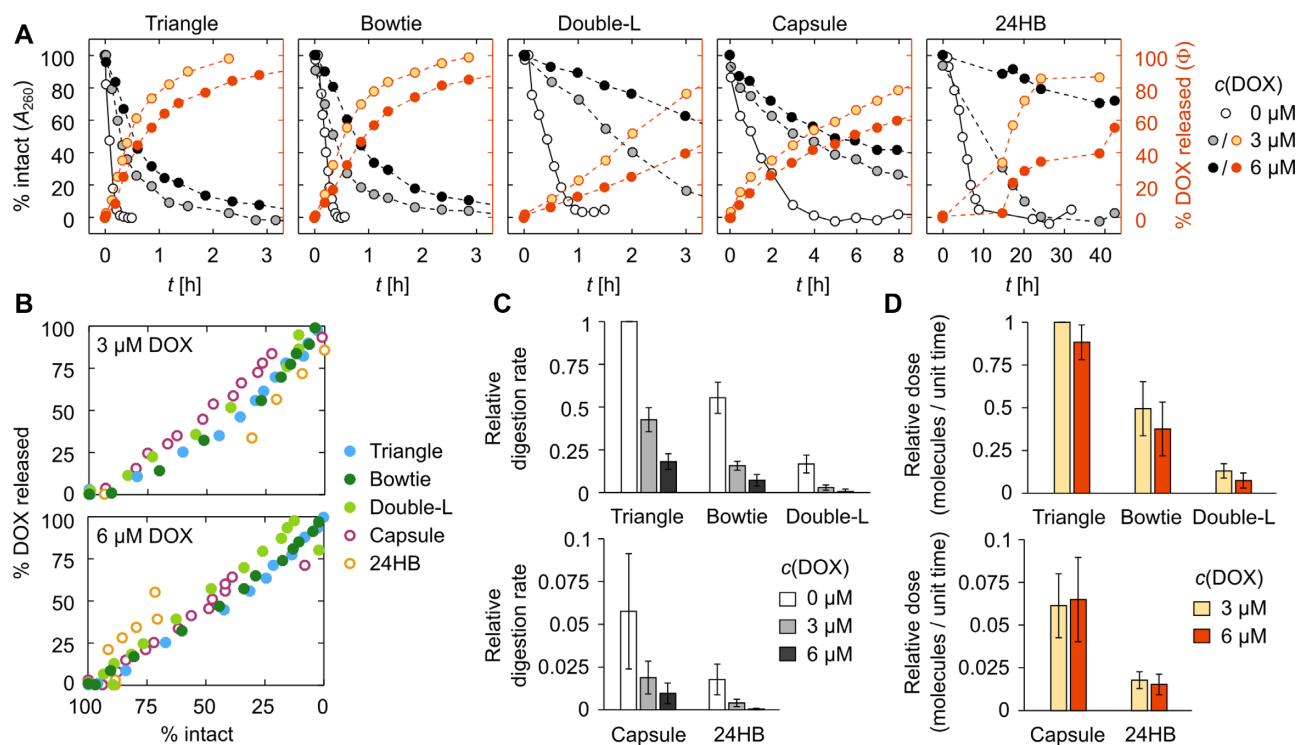 A
Triangle
Bowtie
Double-L
Capsule
24HB
% intact (A260)
100
80
60
40
20
0
0 1 2 3
0 1 2 3
0 1 2 3
0 2 4 6 8
0 10 20 30 40
t [h]
t [h]
t [h]
t [h]
t [h]
100
80
60
40
20
0
% DOX released (Φ)
c(DOX)
0 µM
/ 3 µM
/ 6 µM
B
% DOX released
100
75
50
25
0
3 µM DOX
100
75
50
25
0
6 µM DOX
100 75 50 25 0
% intact
Triangle
Bowtie
Double-L
Capsule
24HB
C
Relative
digestion rate
1
0.75
0.5
0.25
0
Triangle Bowtie Double-L
Relative
digestion rate
0.1
0.075
0.05
0.025
0
Capsule 24HB
c(DOX)
0 µM
3 µM
6 µM
D
Relative dose
(molecules / unit time)
1
0.75
0.5
0.25
0
Triangle Bowtie Double-L
Relative dose
(molecules / unit time)
0.1
0.075
0.05
0.025
0
Capsule 24HB
c(DOX)
3 µM
6 µM